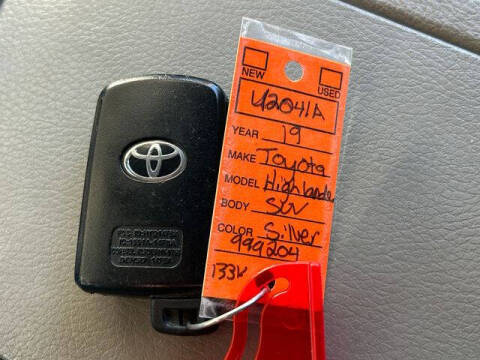 NEW
USED
U2041A
YEAR 19
MAKE Toyota
MODEL Highlander
BODY SUV
COLOR Silver
999204
133K